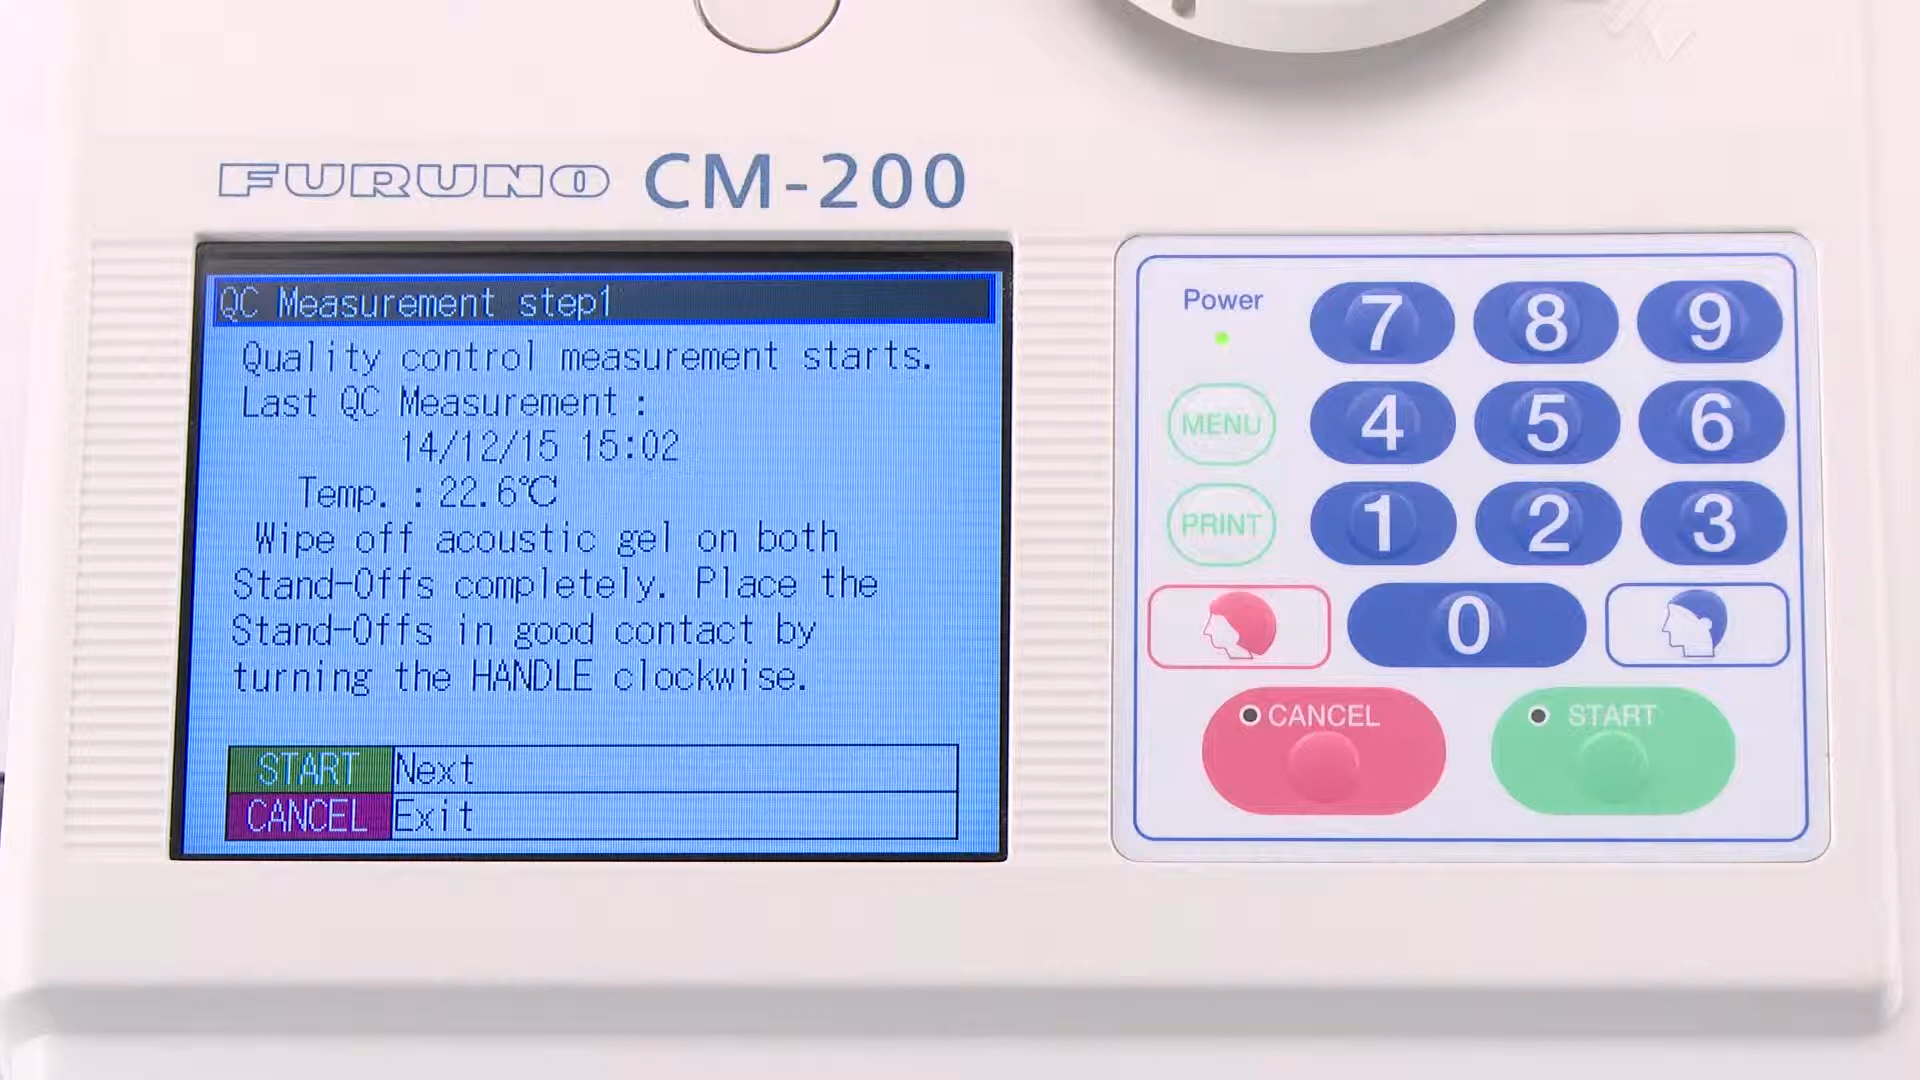 FURUNO CM-200
QC Measurement step1
Quality control measurement starts.
Last QC Measurement :
14/12/15 15:02
Temp. : 22.6℃
Wipe off acoustic gel on both
Stand-Offs completely. Place the
Stand-Offs in good contact by
turning the HANDLE clockwise.
START Next
CANCEL Exit
Power
7 8 9
MENU 4 5 6
PRINT 1 2 3
0
CANCEL START